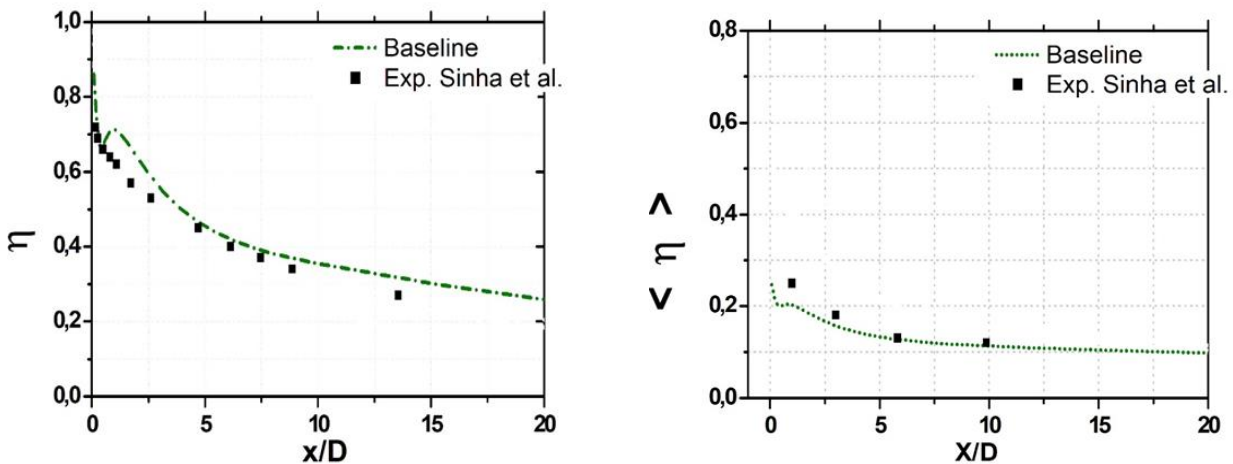 1,0
0,8
0,6
0,4
0,2
0,0
η
Baseline
Exp. Sinha et al.
0 5 10 15 20
x/D
0,8
0,6
0,4
0,2
0,0
< η >
Baseline
Exp. Sinha et al.
0 5 10 15 20
X/D